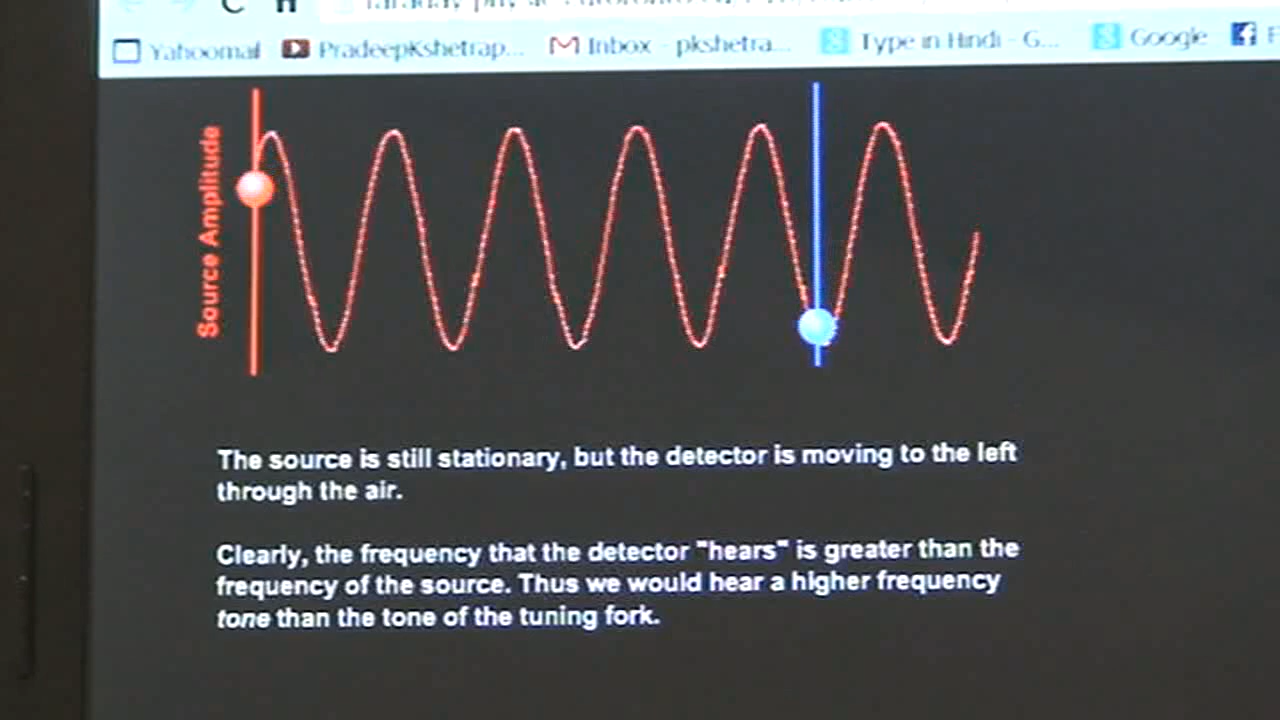 Yahoomail PradeepKshetrap... Inbox - pkshetra... Type in Hindi - G... Google
Source Amplitude
The source is still stationary, but the detector is moving to the left
through the air.
Clearly, the frequency that the detector "hears" is greater than the
frequency of the source. Thus we would hear a higher frequency
tone than the tone of the tuning fork.